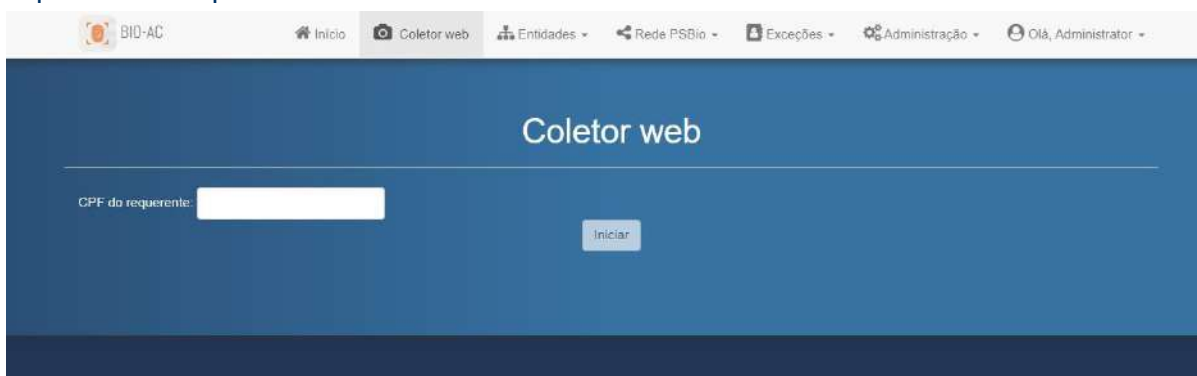 BIO-AC Início Coletor web Entidades Rede PSBio Exceções Administração Olá, Administrator
Coletor web
CPF do requerente:
Iniciar